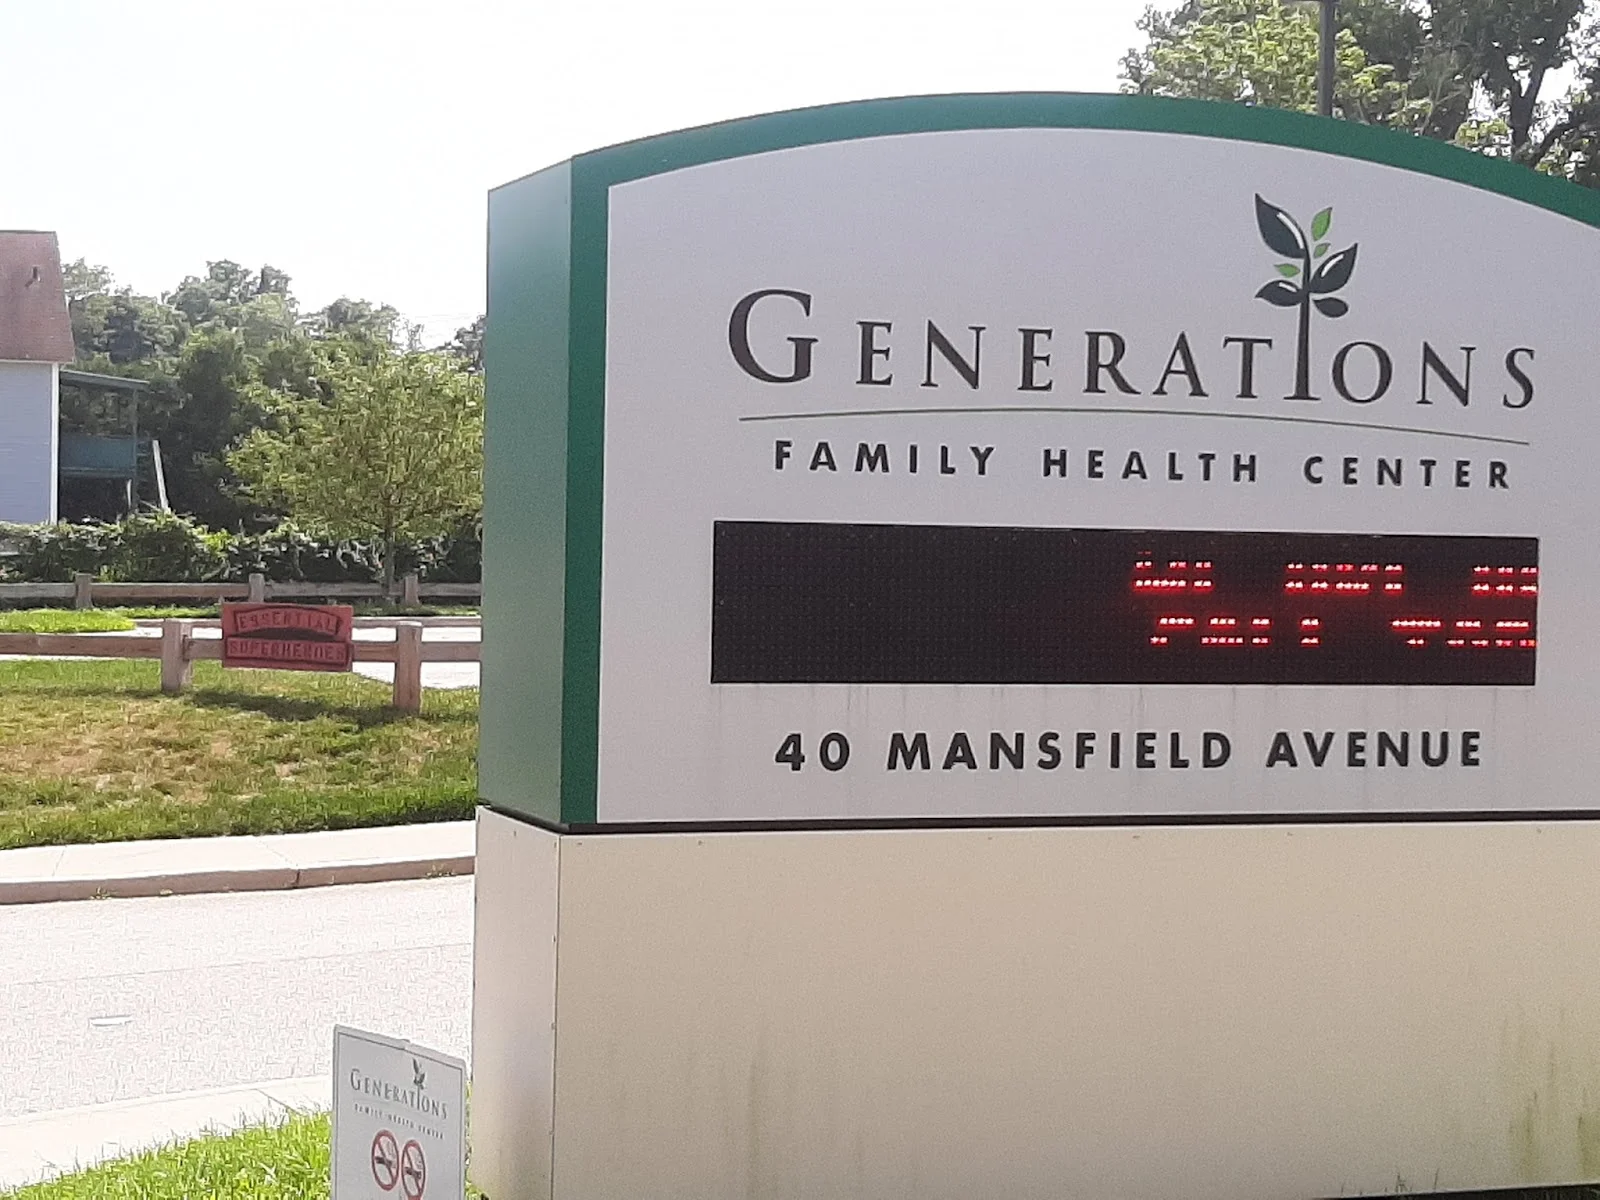 GENERATIONS
FAMILY HEALTH CENTER
40 MANSFIELD AVENUE
ESSENTIAL
SUPERHEROES
GENERATIONS
FAMILY HEALTH CENTER